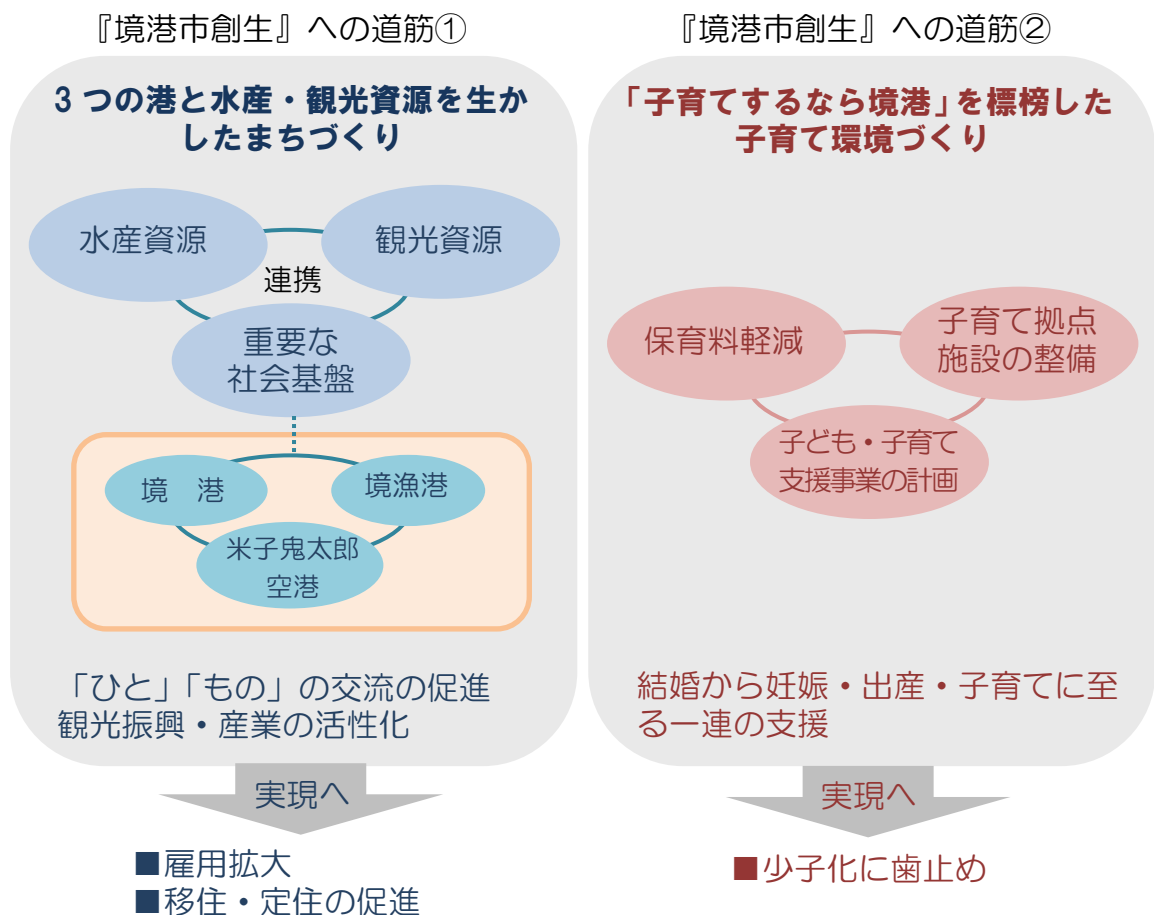 『境港市創生』への道筋①
3つの港と水産・観光資源を生か
したまちづくり
水産資源
観光資源
連携
重要な
社会基盤
境　港
境漁港
米子鬼太郎
空港
「ひと」「もの」の交流の促進
観光振興・産業の活性化
実現へ
■雇用拡大
■移住・定住の促進
『境港市創生』への道筋②
「子育てするなら境港」を標榜した
子育て環境づくり
保育料軽減
子育て拠点
施設の整備
子ども・子育て
支援事業の計画
結婚から妊娠・出産・子育てに至
る一連の支援
実現へ
■少子化に歯止め